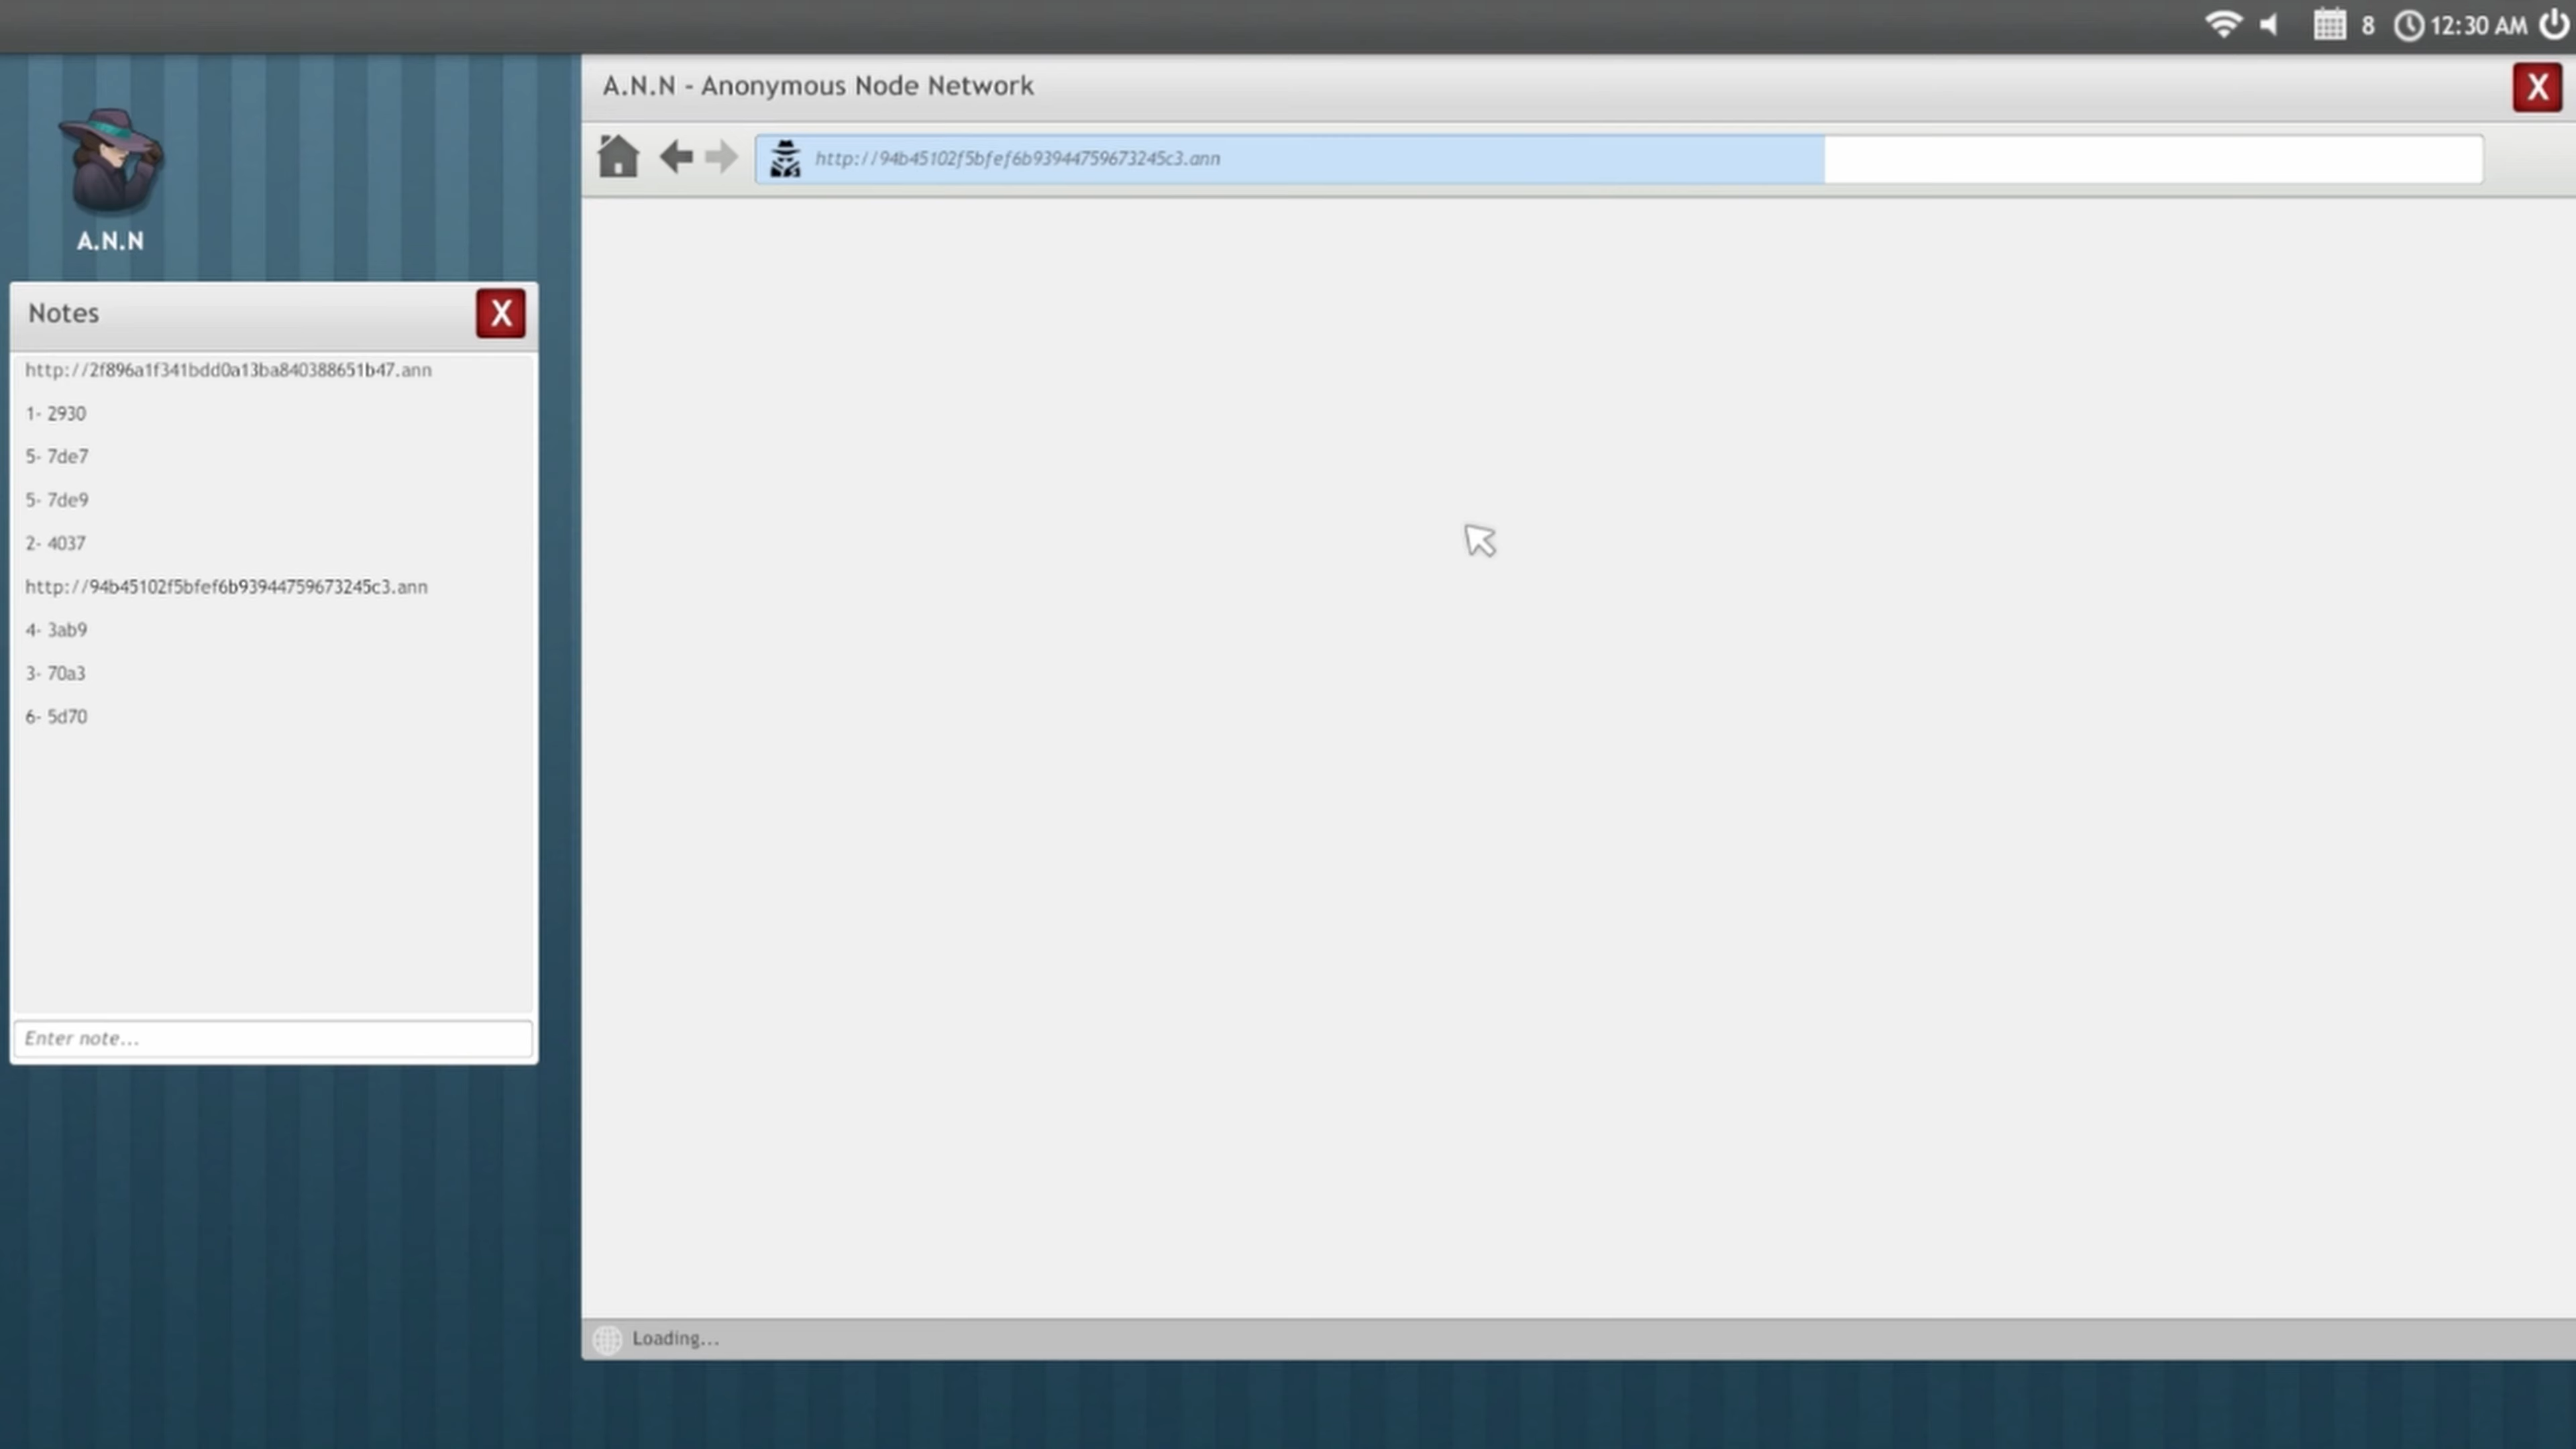 8 12:30 AM
A.N.N
A.N.N - Anonymous Node Network
X
http://94b45102f5bfef6b93944759673245c3.ann
Notes
X
http://2f896a1f341bdd0a13ba840388651b47.ann
1- 2930
5- 7de7
5- 7de9
2- 4037
http://94b45102f5bfef6b93944759673245c3.ann
4- 3ab9
3- 70a3
6- 5d70
Enter note...
Loading...